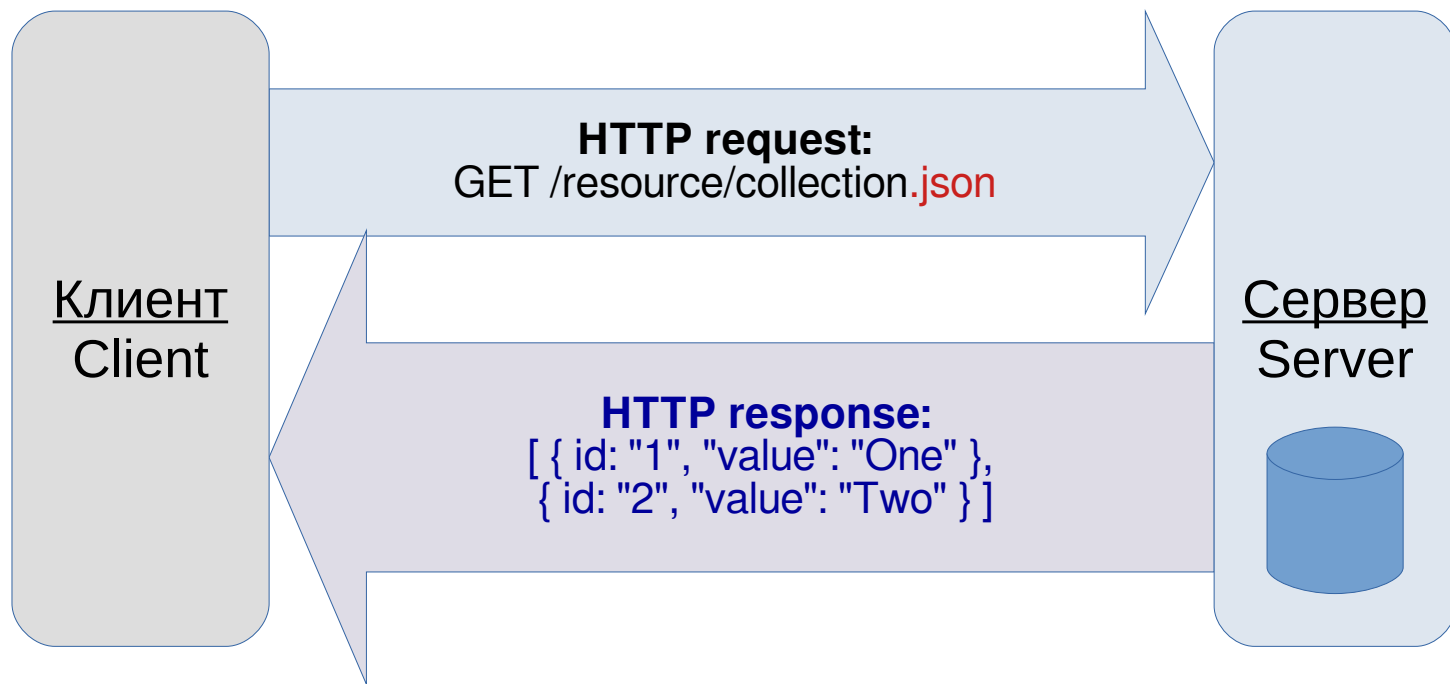 Клиент
Client
HTTP request:
GET /resource/collection.json
HTTP response:
[ { id: "1", "value": "One" },
{ id: "2", "value": "Two" } ]
Сервер
Server